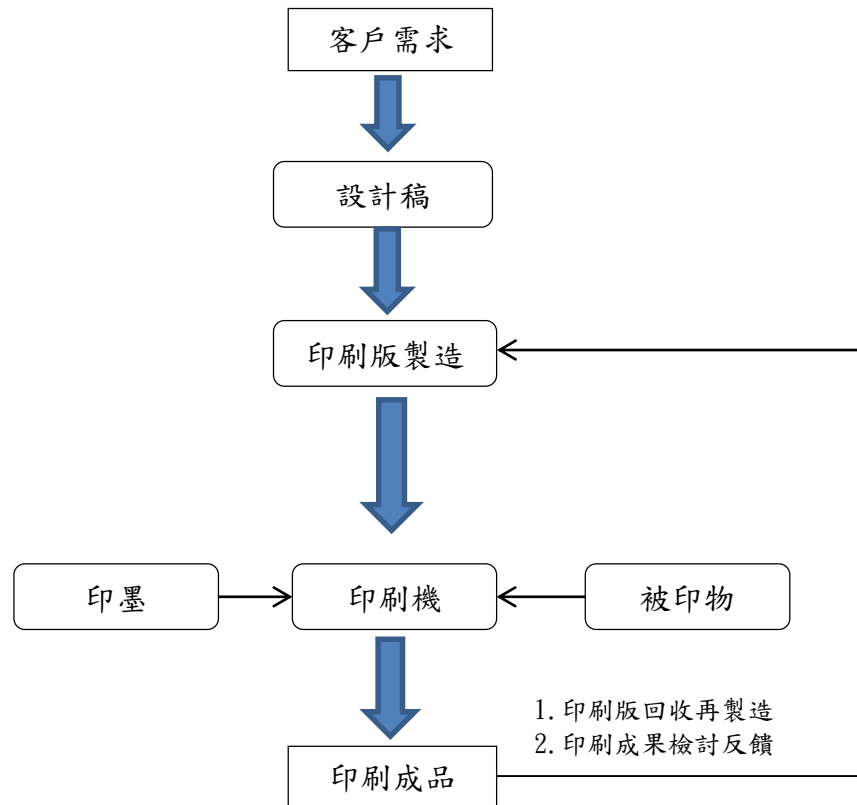 客戶需求
設計稿
印刷版製造
印墨
印刷機
被印物
1.印刷版回收再製造
2.印刷成果檢討反饋
印刷成品